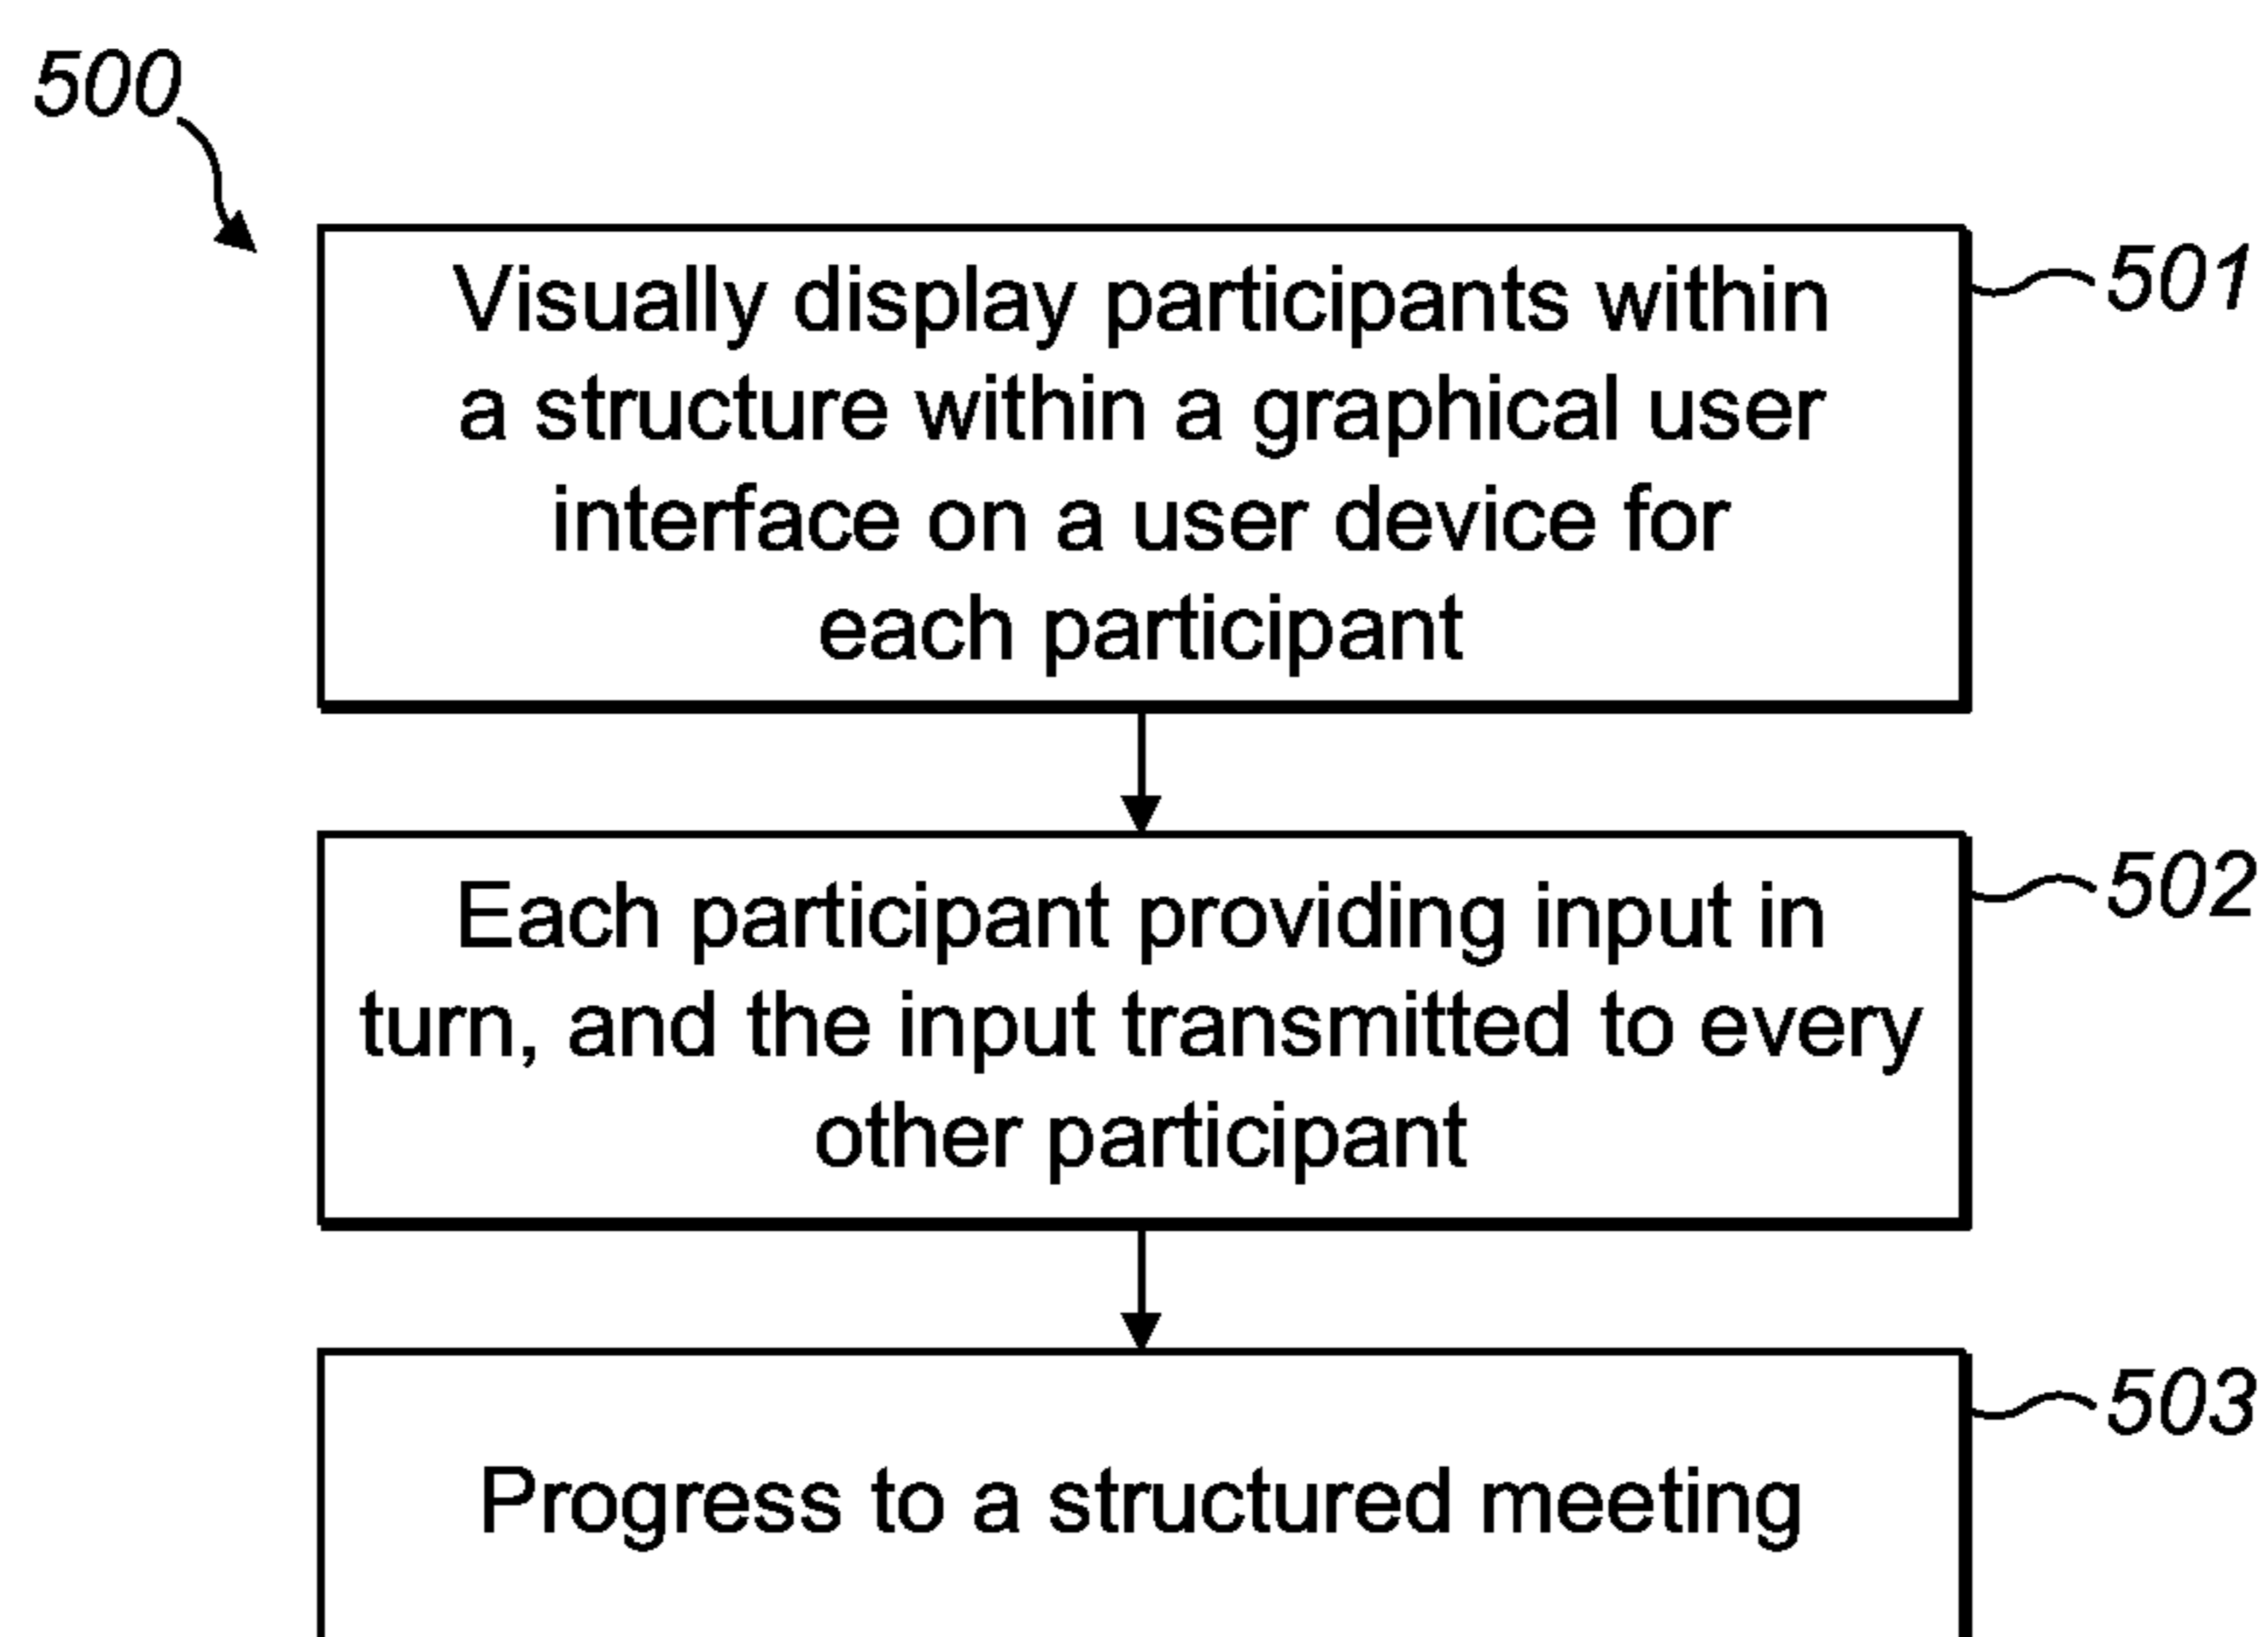 500
Visually display participants within
501
a structure within a graphical user
interface on a user device for
each participant
Each participant providing input in
502
turn, and the input transmitted to every
other participant
503
Progress to a structured meeting